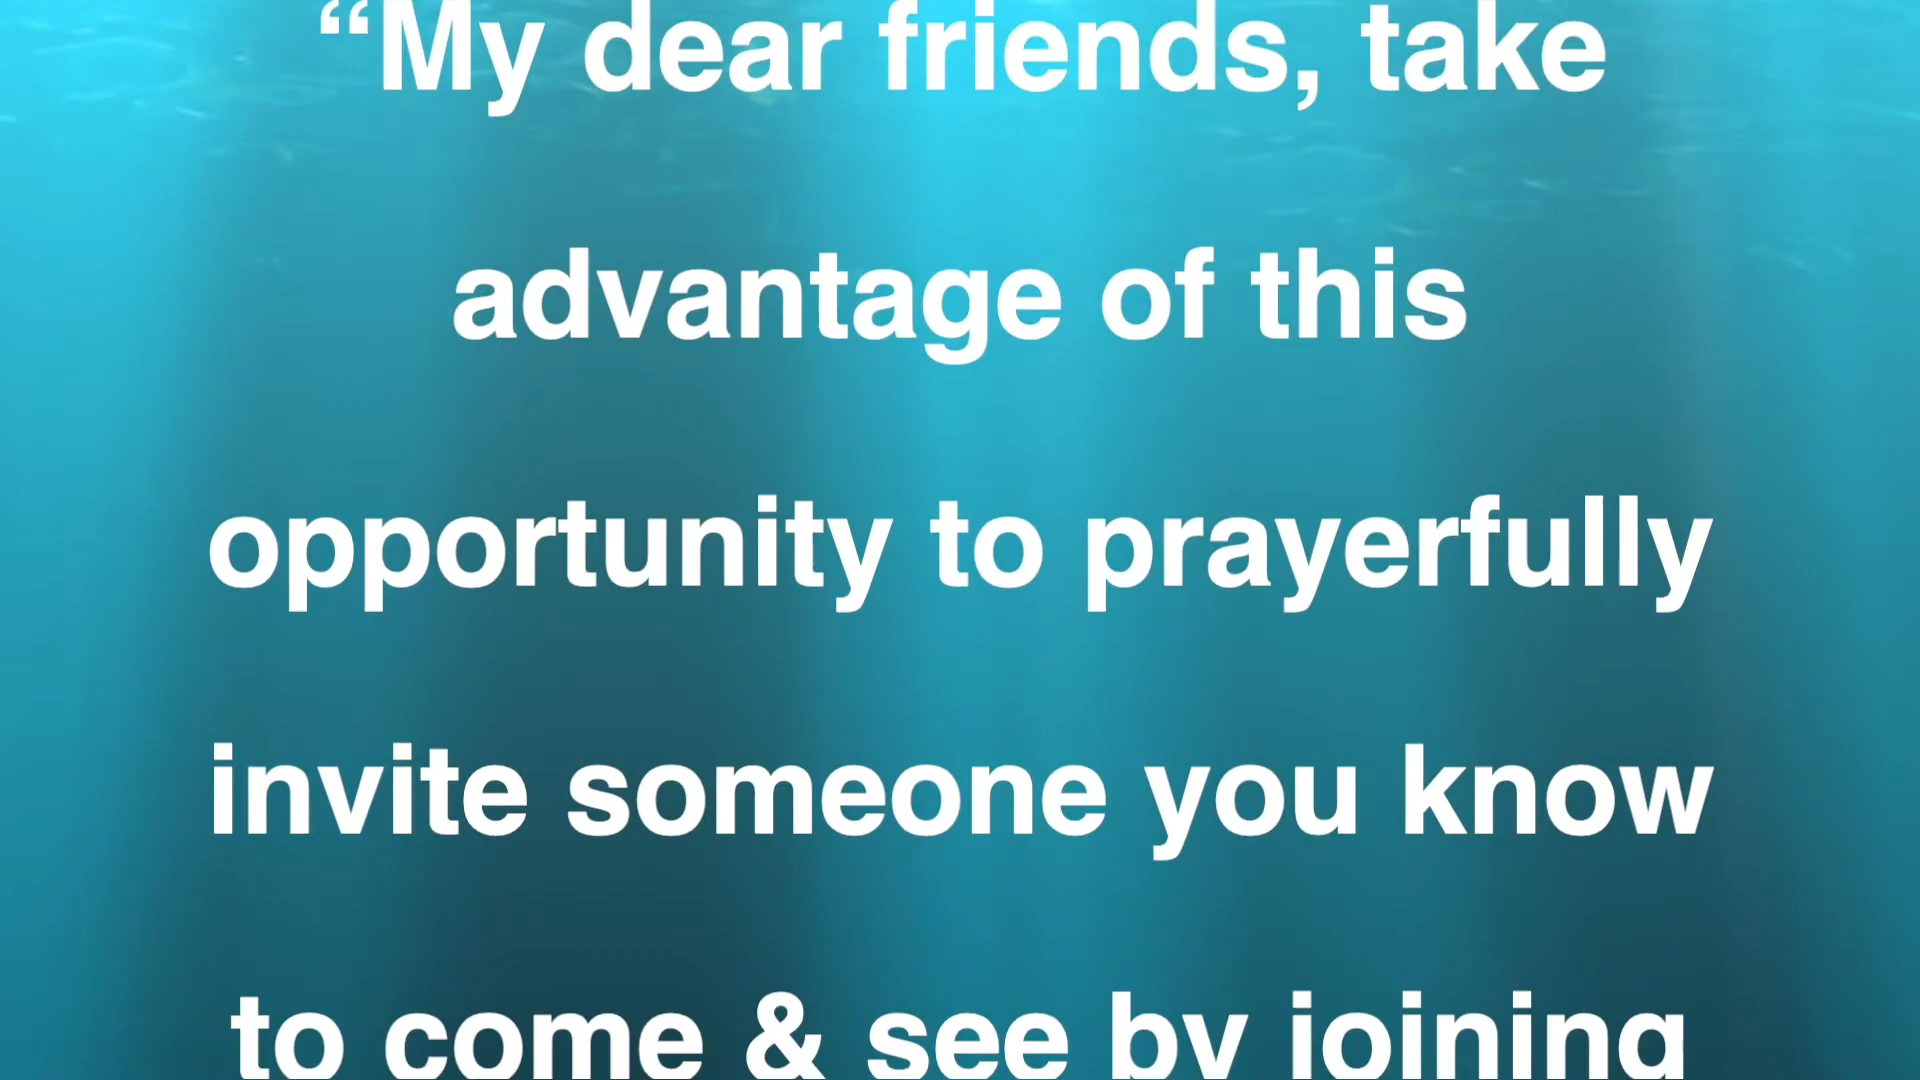 “My dear friends, take
advantage of this
opportunity to prayerfully
invite someone you know
to come & see by joining